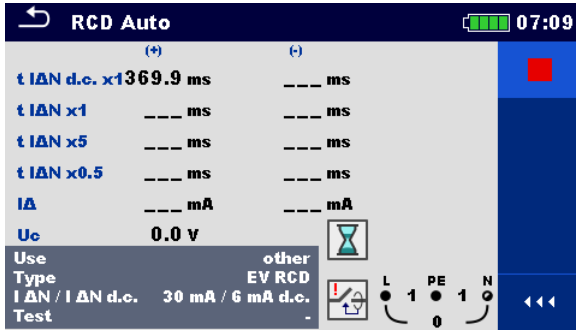 RCD Auto 07:09
(+) (-)
t IΔN d.c. x1 369.9 ms ___ ms
t IΔN x1 ___ ms ___ ms
t IΔN x5 ___ ms ___ ms
t IΔN x0.5 ___ ms ___ ms
IΔ ___ mA ___ mA
Uc 0.0 V
Use other
Type EV RCD
I ΔN / I ΔN d.c. 30 mA / 6 mA d.c.
Test -
L PE N
1 1
0